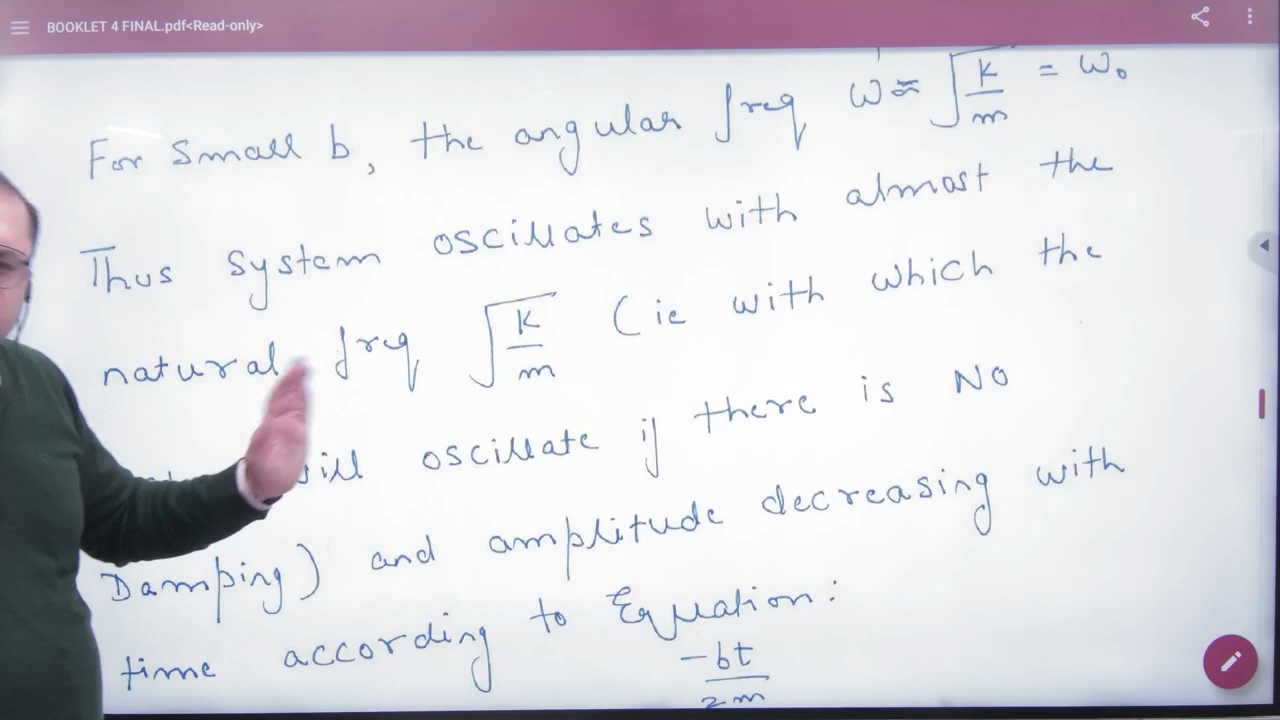 BOOKLET 4 FINAL.pdf<Read-only>
For small b, the angular freq ω ≈ √(k/m) = ω₀
Thus system oscillates with almost the
natural freq √(k/m) (ie with which the
will oscillate if there is NO
Damping) and amplitude decreasing with
time according to Equation:
-bt/2m